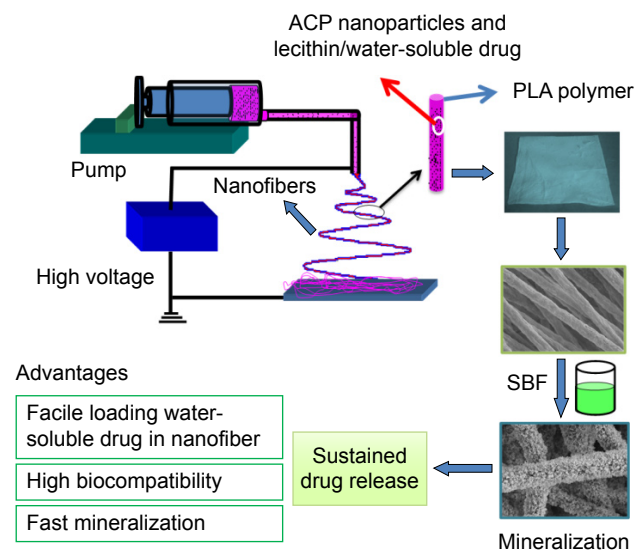 ACP nanoparticles and
lecithin/water-soluble drug
PLA polymer
Pump
Nanofibers
High voltage
SBF
Advantages
Facile loading water-
soluble drug in nanofiber
High biocompatibility
Fast mineralization
Sustained
drug release
Mineralization